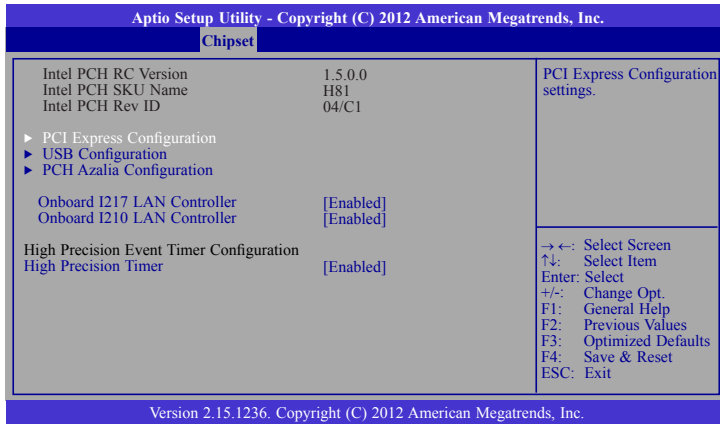 Aptio Setup Utility - Copyright (C) 2012 American Megatrends, Inc.
Chipset
Intel PCH RC Version 1.5.0.0
Intel PCH SKU Name H81
Intel PCH Rev ID 04/C1
► PCI Express Configuration
► USB Configuration
► PCH Azalia Configuration
Onboard I217 LAN Controller [Enabled]
Onboard I210 LAN Controller [Enabled]
High Precision Event Timer Configuration
High Precision Timer [Enabled]
PCI Express Configuration
settings.
→ ←: Select Screen
↑↓: Select Item
Enter: Select
+/-: Change Opt.
F1: General Help
F2: Previous Values
F3: Optimized Defaults
F4: Save & Reset
ESC: Exit
Version 2.15.1236. Copyright (C) 2012 American Megatrends, Inc.